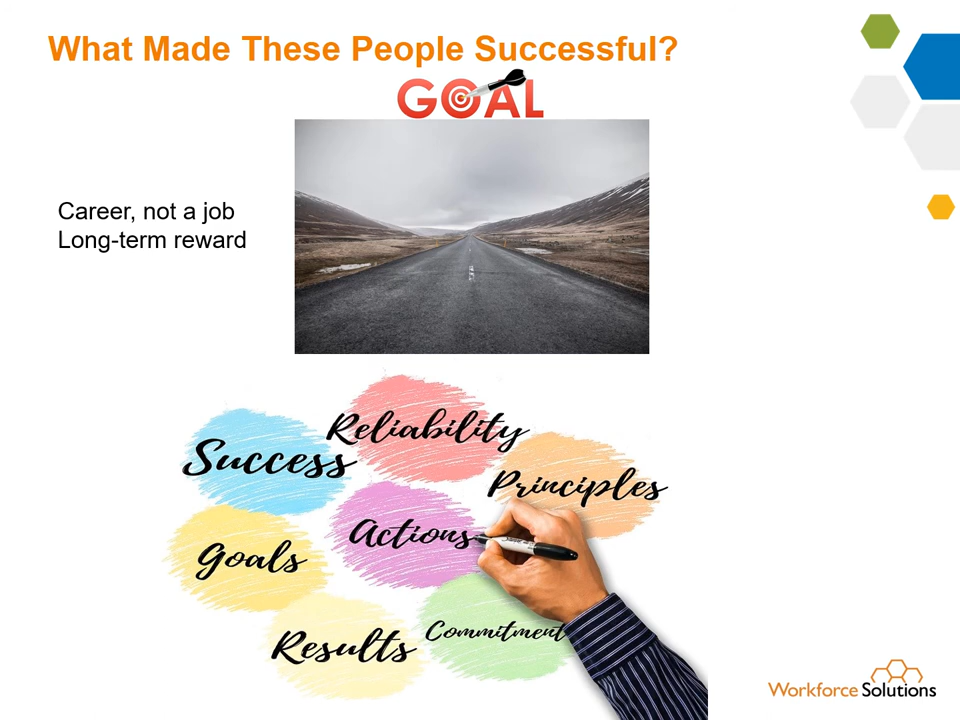 What Made These People Successful?
GOAL
Career, not a job
Long-term reward
Reliability
Success
Principles
Actions
Goals
Commitment
Results
Workforce Solutions